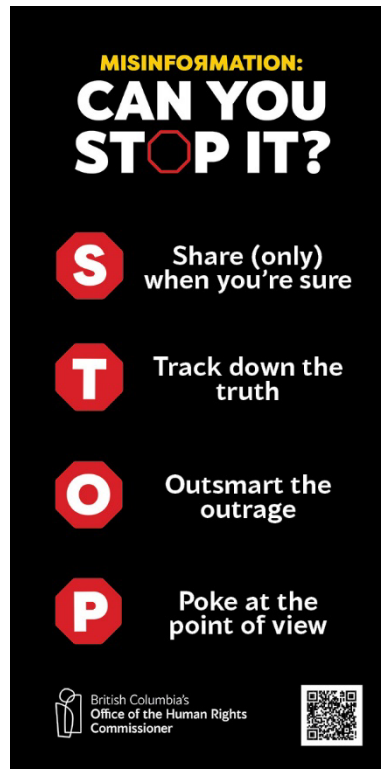 MISINFOЯMATION:
CAN YOU
STOP IT?
S
Share (only)
when you're sure
T
Track down the
truth
O
Outsmart the
outrage
P
Poke at the
point of view
British Columbia's
Office of the Human Rights
Commissioner